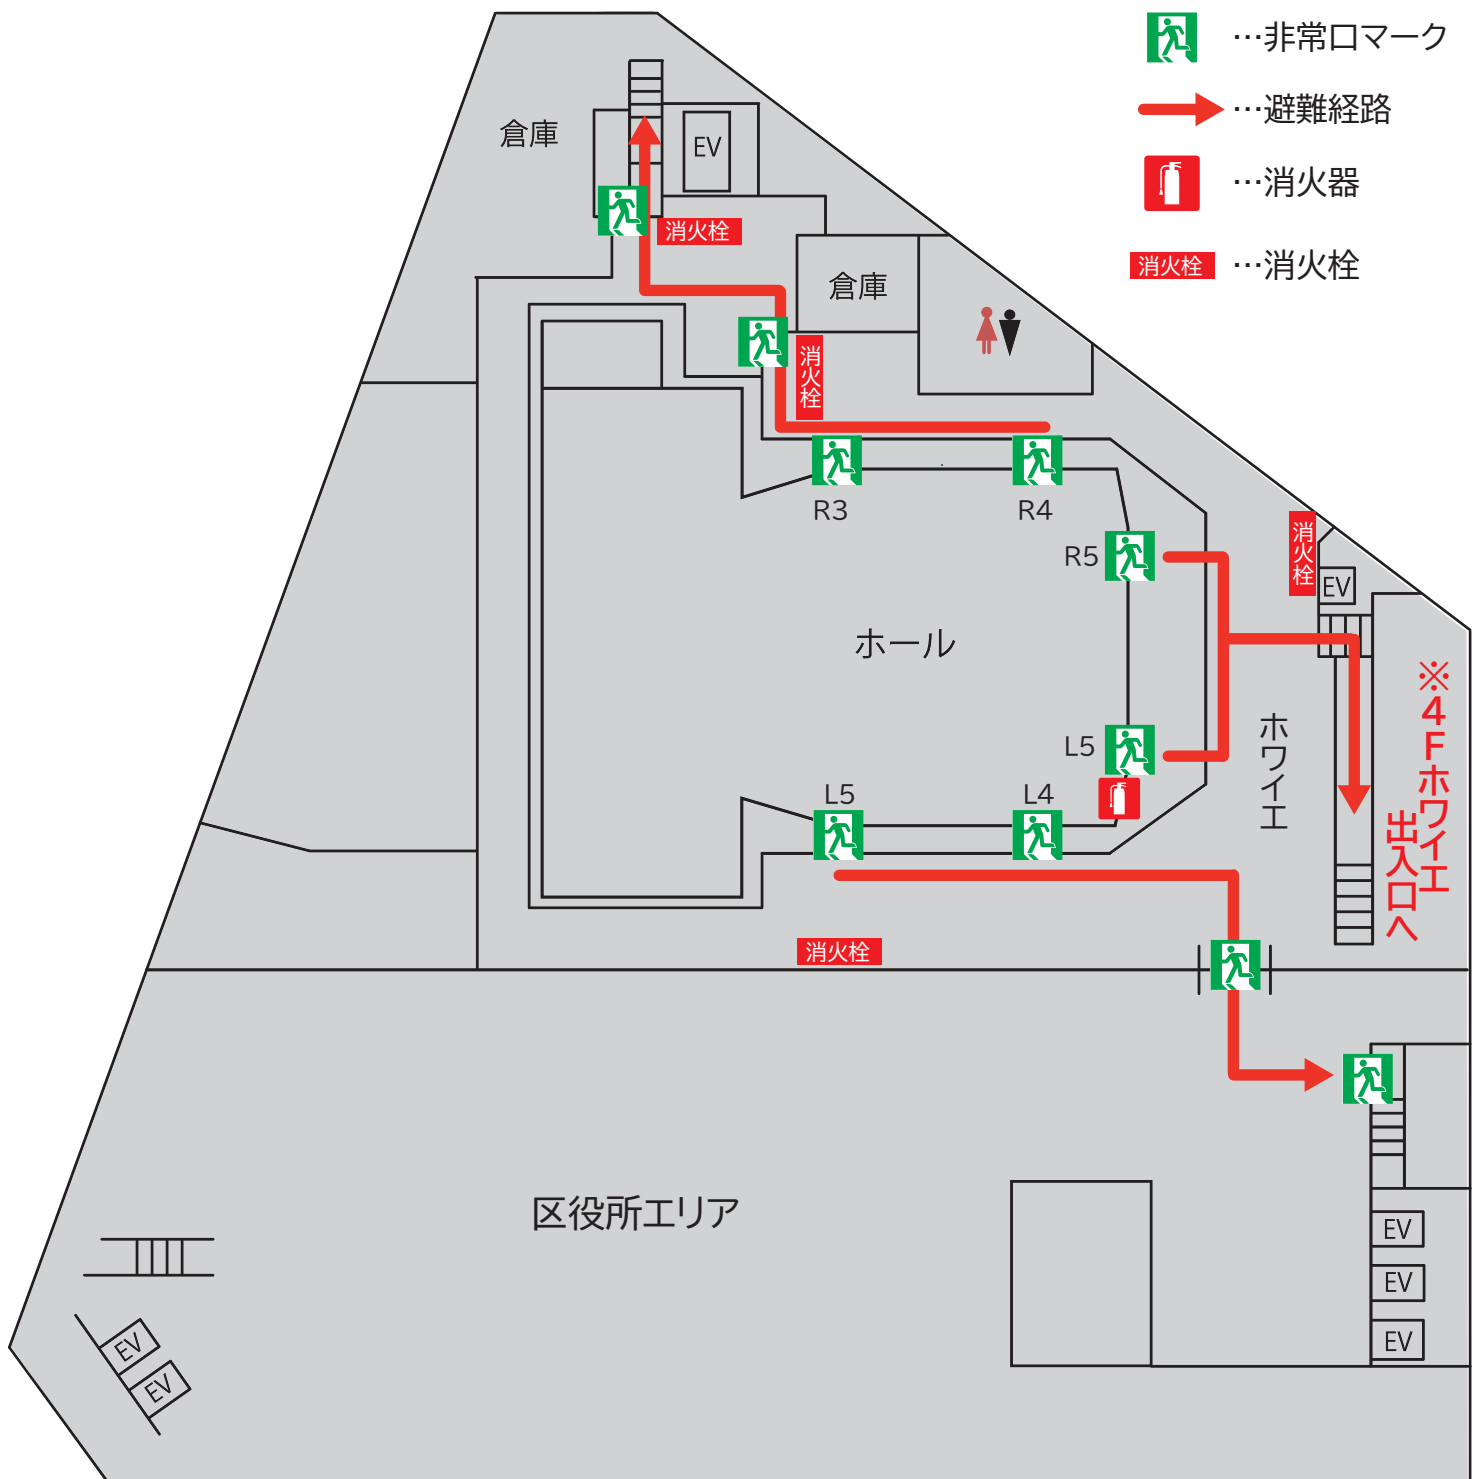 …非常口マーク
…避難経路
…消火器
消火栓 …消火栓
倉庫
EV
消火栓
倉庫
消火栓
R3
R4
R5
消火栓
EV
ホール
※4Fホワイエ
出入口へ
ホワイエ
L5
L5
L4
消火栓
区役所エリア
EV
EV
EV
EV
EV